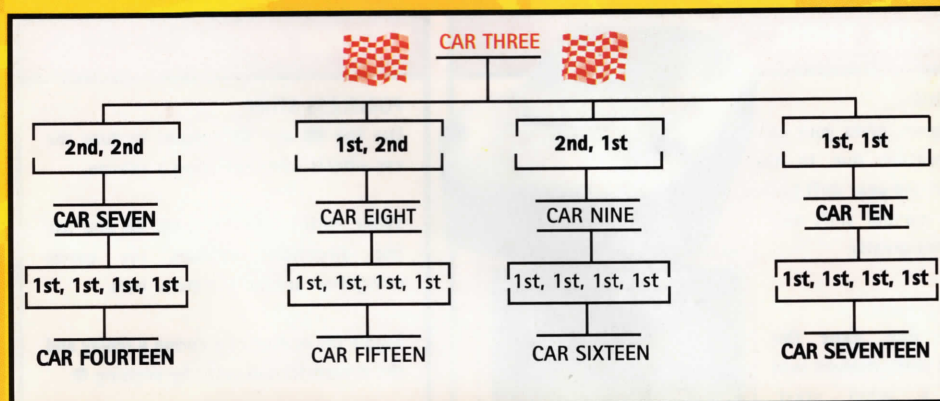 CAR THREE
2nd, 2nd
1st, 2nd
2nd, 1st
1st, 1st
CAR SEVEN
CAR EIGHT
CAR NINE
CAR TEN
1st, 1st, 1st, 1st
1st, 1st, 1st, 1st
1st, 1st, 1st, 1st
1st, 1st, 1st, 1st
CAR FOURTEEN
CAR FIFTEEN
CAR SIXTEEN
CAR SEVENTEEN